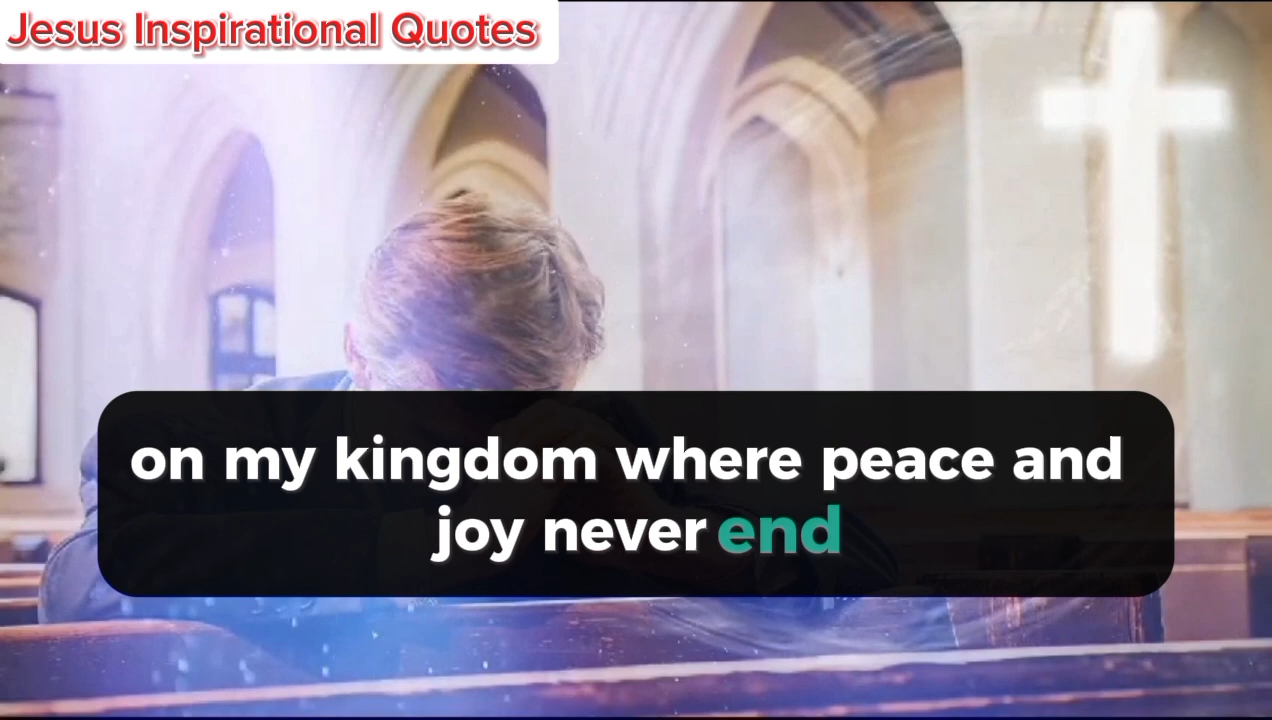 Jesus Inspirational Quotes
on my kingdom where peace and
joy never end